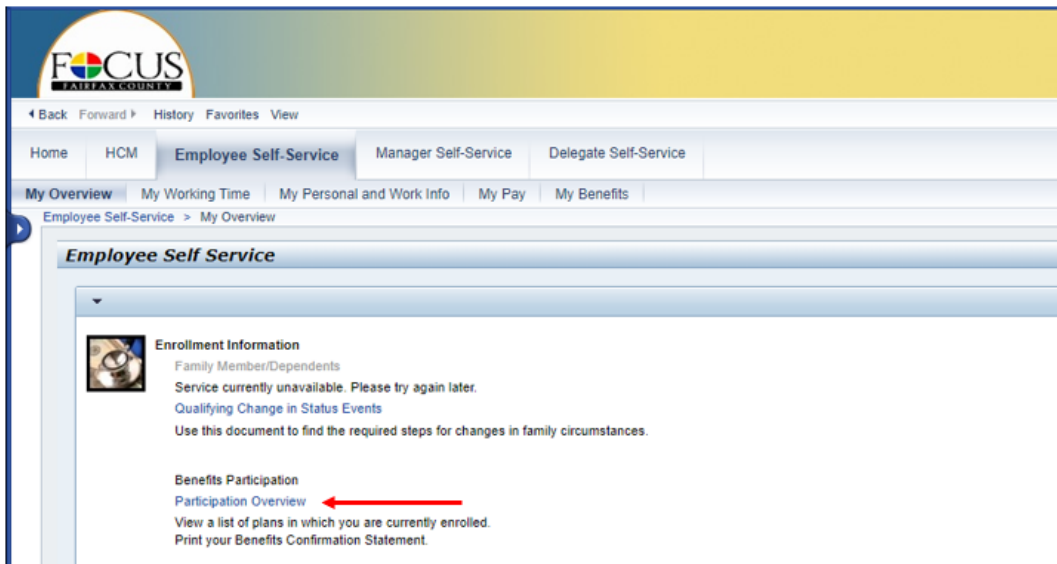 FOCUS
FAIRFAX COUNTY
Back Forward History Favorites View
Home HCM Employee Self-Service Manager Self-Service Delegate Self-Service
My Overview My Working Time My Personal and Work Info My Pay My Benefits
Employee Self-Service > My Overview
Employee Self Service
Enrollment Information
Family Member/Dependents
Service currently unavailable. Please try again later.
Qualifying Change in Status Events
Use this document to find the required steps for changes in family circumstances.
Benefits Participation
Participation Overview
View a list of plans in which you are currently enrolled.
Print your Benefits Confirmation Statement.